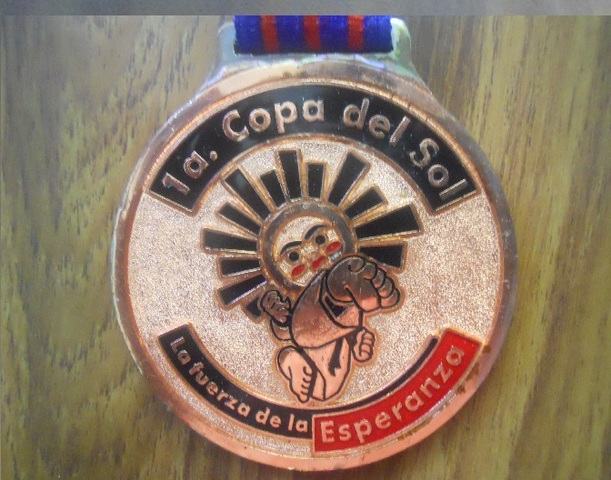 1a. Copa del Sol
La fuerza de la Esperanza